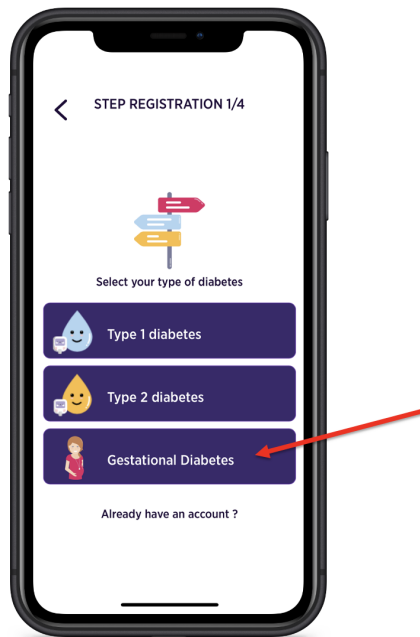 STEP REGISTRATION 1/4
Select your type of diabetes
Type 1 diabetes
Type 2 diabetes
Gestational Diabetes
Already have an account ?